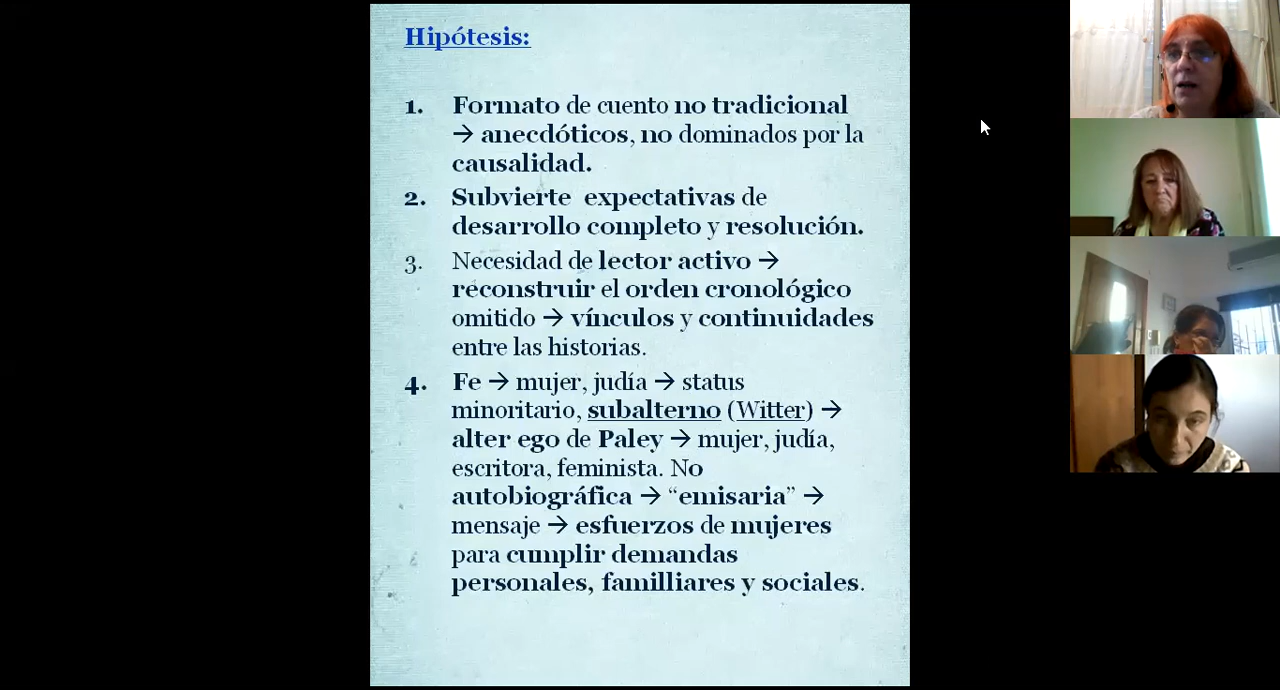 Hipótesis:
1. Formato de cuento no tradicional
→ anecdóticos, no dominados por la
causalidad.
2. Subvierte expectativas de
desarrollo completo y resolución.
3. Necesidad de lector activo →
reconstruir el orden cronológico
omitido → vínculos y continuidades
entre las historias.
4. Fe → mujer, judía → status
minoritario, subalterno (Witter) →
alter ego de Paley → mujer, judía,
escritora, feminista. No
autobiográfica → “emisaria” →
mensaje → esfuerzos de mujeres
para cumplir demandas
personales, familliares y sociales.